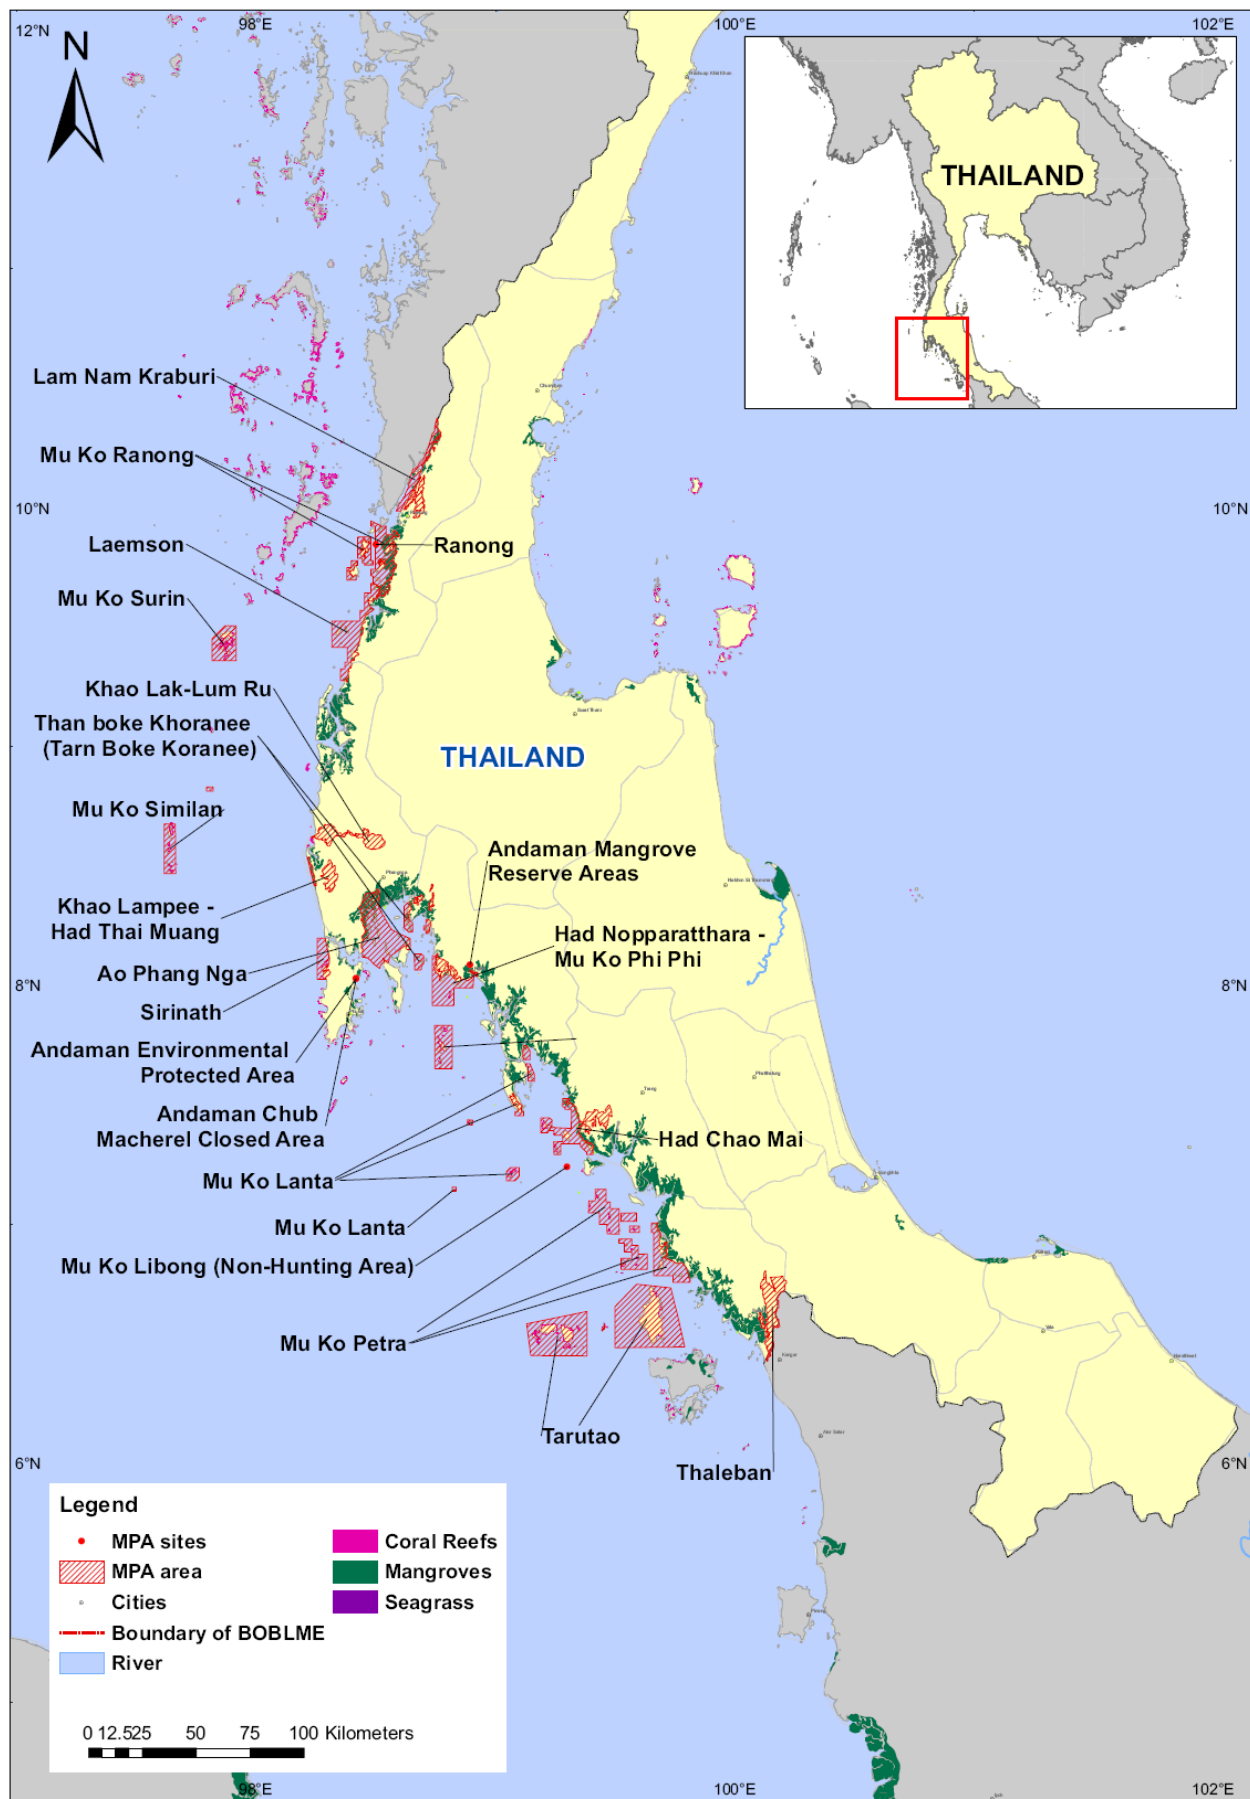 12°N
98°E
100°E
102°E
N
THAILAND
Lam Nam Kraburi
Mu Ko Ranong
10°N
10°N
Laemson
Ranong
Mu Ko Surin
Khao Lak-Lum Ru
Than boke Khoranee
(Tarn Boke Koranee)
THAILAND
Mu Ko Similan
Andaman Mangrove
Reserve Areas
Khao Lampee -
Had Thai Muang
Had Nopparatthara -
Mu Ko Phi Phi
Ao Phang Nga
8°N
8°N
Sirinath
Andaman Environmental
Protected Area
Andaman Chub
Macherel Closed Area
Had Chao Mai
Mu Ko Lanta
Mu Ko Lanta
Mu Ko Libong (Non-Hunting Area)
Mu Ko Petra
Tarutao
Thaleban
6°N
6°N
Legend
MPA sites
MPA area
Cities
Boundary of BOBLME
River
Coral Reefs
Mangroves
Seagrass
0 12.525 50 75 100 Kilometers
98°E
100°E
102°E